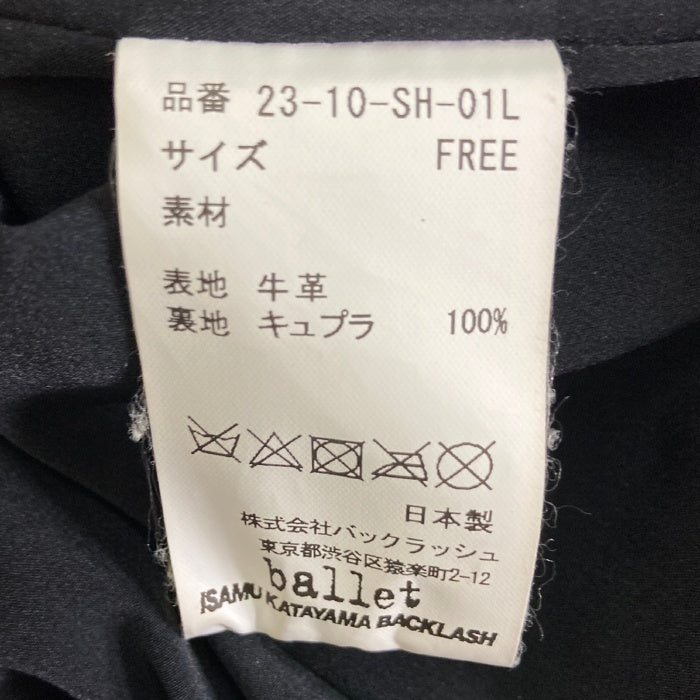 品番 23-10-SH-01L
サイズ FREE
素材
表地 牛革
裏地 キュプラ 100%
日本製
株式会社バックラッシュ
東京都渋谷区猿楽町2-12
ballet
ISAMU KATAYAMA BACKLASH